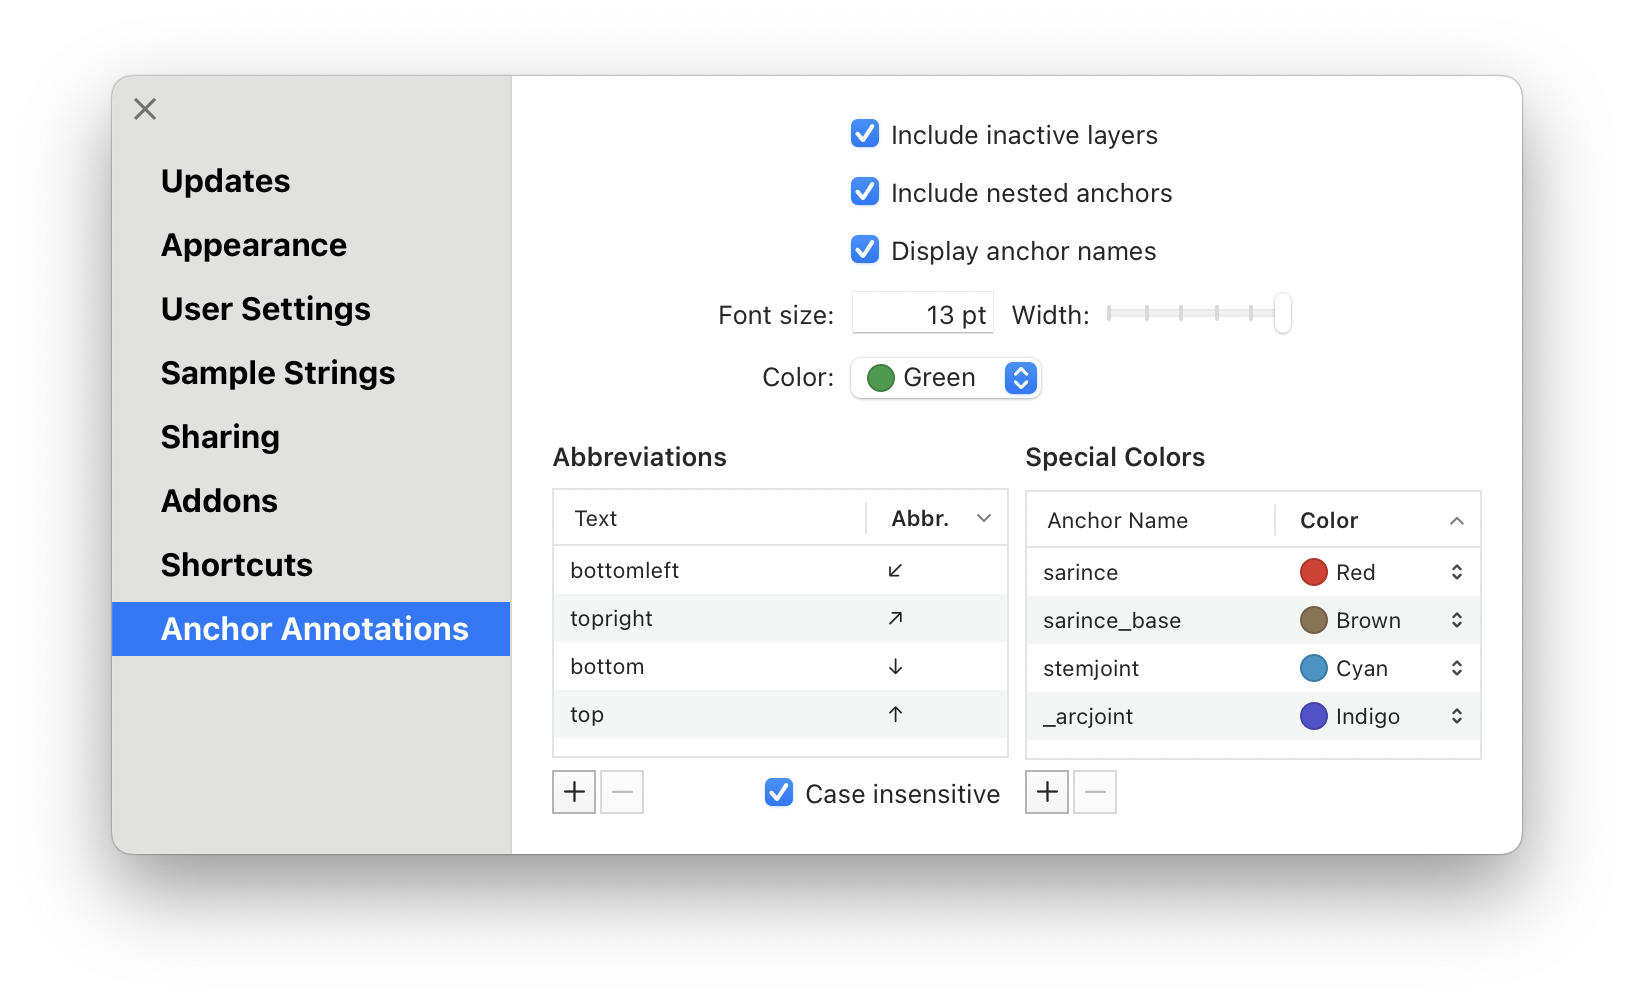 Updates
Appearance
User Settings
Sample Strings
Sharing
Addons
Shortcuts
Anchor Annotations
Include inactive layers
Include nested anchors
Display anchor names
Font size: 13 pt Width:
Color: Green
Abbreviations
Text Abbr.
bottomleft ↙
topright ↗
bottom ↓
top ↑
Case insensitive
Special Colors
Anchor Name Color
sarince Red
sarince_base Brown
stemjoint Cyan
_arcjoint Indigo